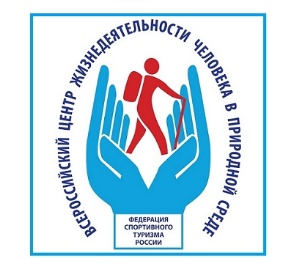 ВСЕРОССИЙСКИЙ ЦЕНТР ЖИЗНЕДЕЯТЕЛЬНОСТИ ЧЕЛОВЕКА В ПРИРОДНОЙ СРЕДЕ
ФЕДЕРАЦИЯ
СПОРТИВНОГО
ТУРИЗМА
РОССИИ